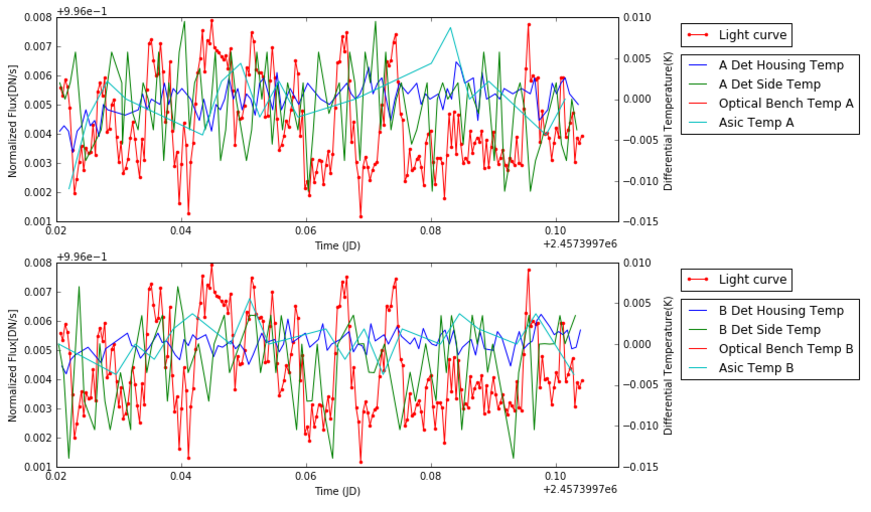 +9.96e−1
Normalized Flux[DN/s]
0.008
0.007
0.006
0.005
0.004
0.003
0.002
0.001
0.02
0.04
0.06
0.08
0.10
Time (JD)
+2.4573997e6
0.010
0.005
0.000
−0.005
−0.010
−0.015
Differential Temperature(K)
Light curve
A Det Housing Temp
A Det Side Temp
Optical Bench Temp A
Asic Temp A
+9.96e−1
Normalized Flux[DN/s]
0.008
0.007
0.006
0.005
0.004
0.003
0.002
0.001
0.02
0.04
0.06
0.08
0.10
Time (JD)
+2.4573997e6
0.010
0.005
0.000
−0.005
−0.010
−0.015
Differential Temperature(K)
Light curve
B Det Housing Temp
B Det Side Temp
Optical Bench Temp B
Asic Temp B